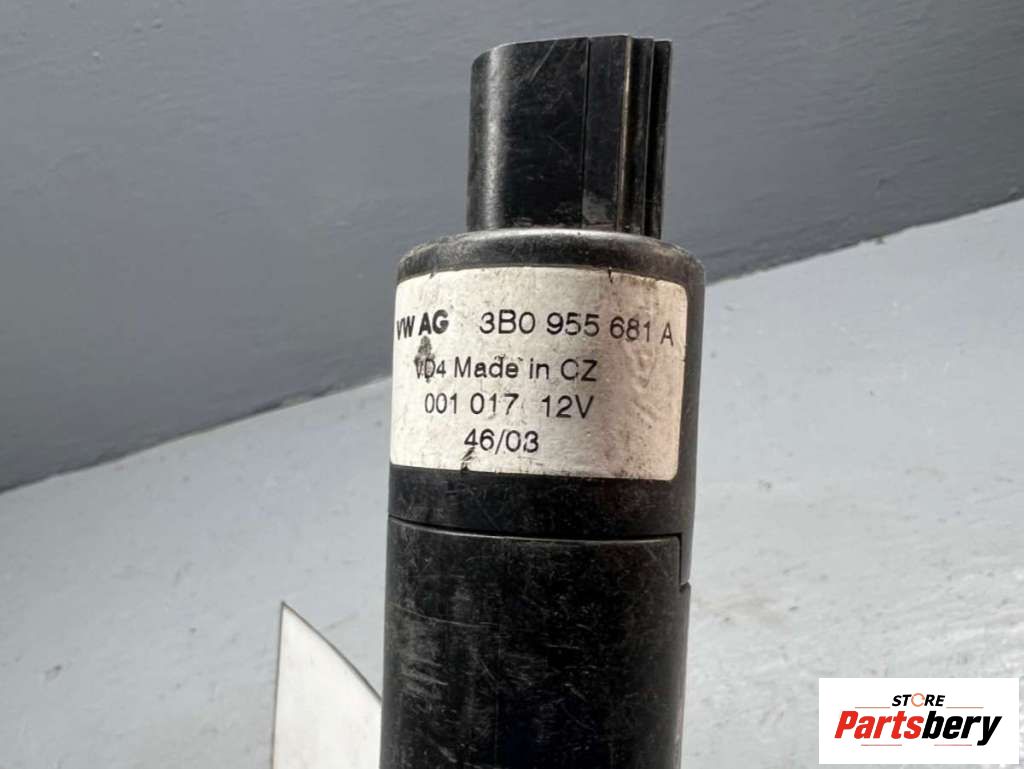 VW AG 3B0 955 681 A
VD4 Made in CZ
001 017 12V
46/03
STORE
Partsbery